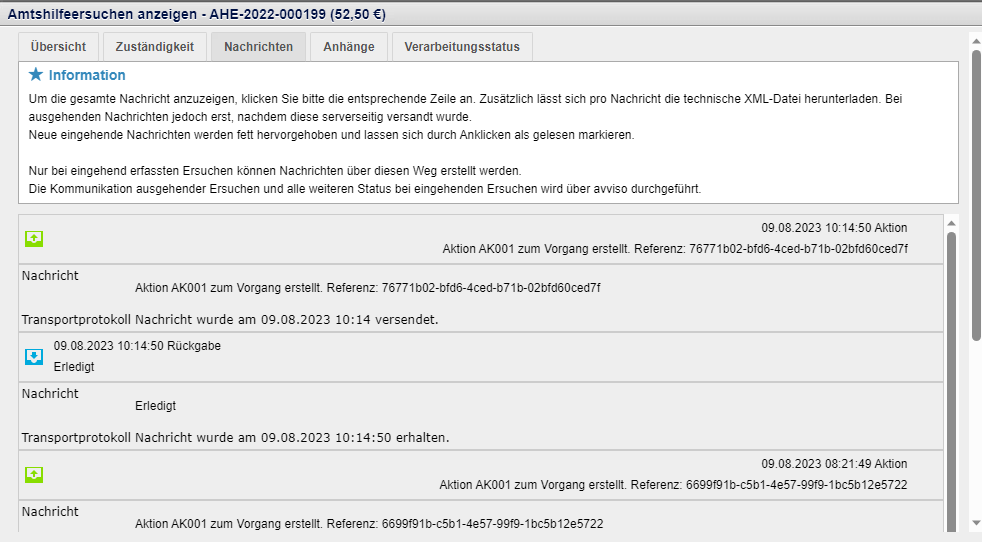 Amtshilfeersuchen anzeigen - AHE-2022-000199 (52,50 €)
Übersicht Zuständigkeit Nachrichten Anhänge Verarbeitungsstatus
Information
Um die gesamte Nachricht anzuzeigen, klicken Sie bitte die entsprechende Zeile an. Zusätzlich lässt sich pro Nachricht die technische XML-Datei herunterladen. Bei
ausgehenden Nachrichten jedoch erst, nachdem diese serverseitig versandt wurde.
Neue eingehende Nachrichten werden fett hervorgehoben und lassen sich durch Anklicken als gelesen markieren.
Nur bei eingehend erfassten Ersuchen können Nachrichten über diesen Weg erstellt werden.
Die Kommunikation ausgehender Ersuchen und alle weiteren Status bei eingehenden Ersuchen wird über avviso durchgeführt.
09.08.2023 10:14:50 Aktion
Aktion AK001 zum Vorgang erstellt. Referenz: 76771b02-bfd6-4ced-b71b-02bfd60ced7f
Nachricht
Aktion AK001 zum Vorgang erstellt. Referenz: 76771b02-bfd6-4ced-b71b-02bfd60ced7f
Transportprotokoll Nachricht wurde am 09.08.2023 10:14 versendet.
09.08.2023 10:14:50 Rückgabe
Erledigt
Nachricht
Erledigt
Transportprotokoll Nachricht wurde am 09.08.2023 10:14:50 erhalten.
09.08.2023 08:21:49 Aktion
Aktion AK001 zum Vorgang erstellt. Referenz: 6699f91b-c5b1-4e57-99f9-1bc5b12e5722
Nachricht
Aktion AK001 zum Vorgang erstellt. Referenz: 6699f91b-c5b1-4e57-99f9-1bc5b12e5722